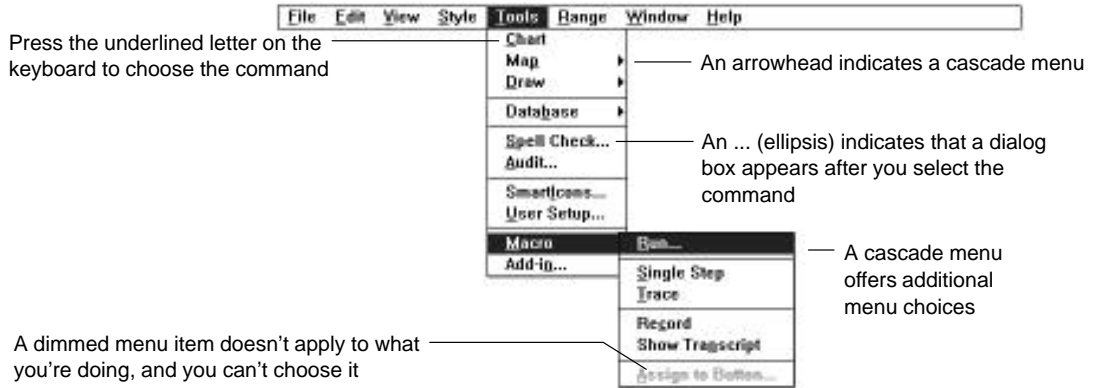 File Edit View Style Tools Range Window Help
Press the underlined letter on the
keyboard to choose the command
Chart
Map
Draw
An arrowhead indicates a cascade menu
Database
Spell Check...
Audit...
An ... (ellipsis) indicates that a dialog
box appears after you select the
command
SmartIcons...
User Setup...
Macro
Add-in...
Run...
Single Step
Trace
Record
Show Transcript
Assign to Button...
A cascade menu
offers additional
menu choices
A dimmed menu item doesn't apply to what
you're doing, and you can't choose it